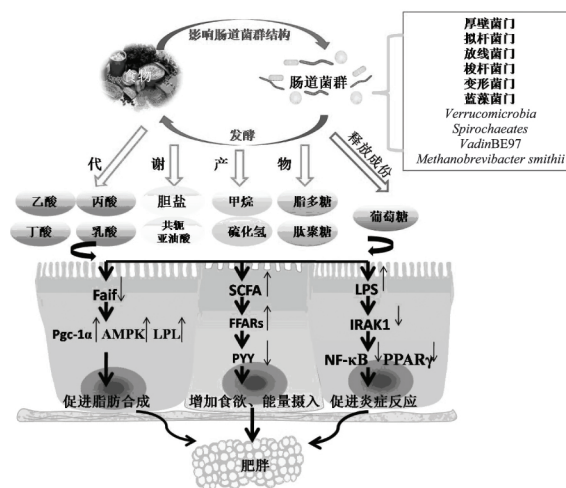 影响肠道菌群结构
食物
肠道菌群
发酵
厚壁菌门
拟杆菌门
放线菌门
梭杆菌门
变形菌门
蓝藻菌门
Verrucomicrobia
Spirochaeates
VadinBE97
Methanobrevibacter smithii
代 谢 产 物
释放成份
乙酸 丙酸 胆盐 甲烷 脂多糖
葡萄糖
丁酸 乳酸 共轭亚油酸 硫化氢 肽聚糖
Faif↓ SCFA↑ LPS↑
FFARs↑ IRAK1↓
Pgc-1α↑ AMPK↑ LPL↑
PYY↓ NF-κB↓ PPARγ↓
促进脂肪合成 增加食欲、能量摄入 促进炎症反应
肥胖